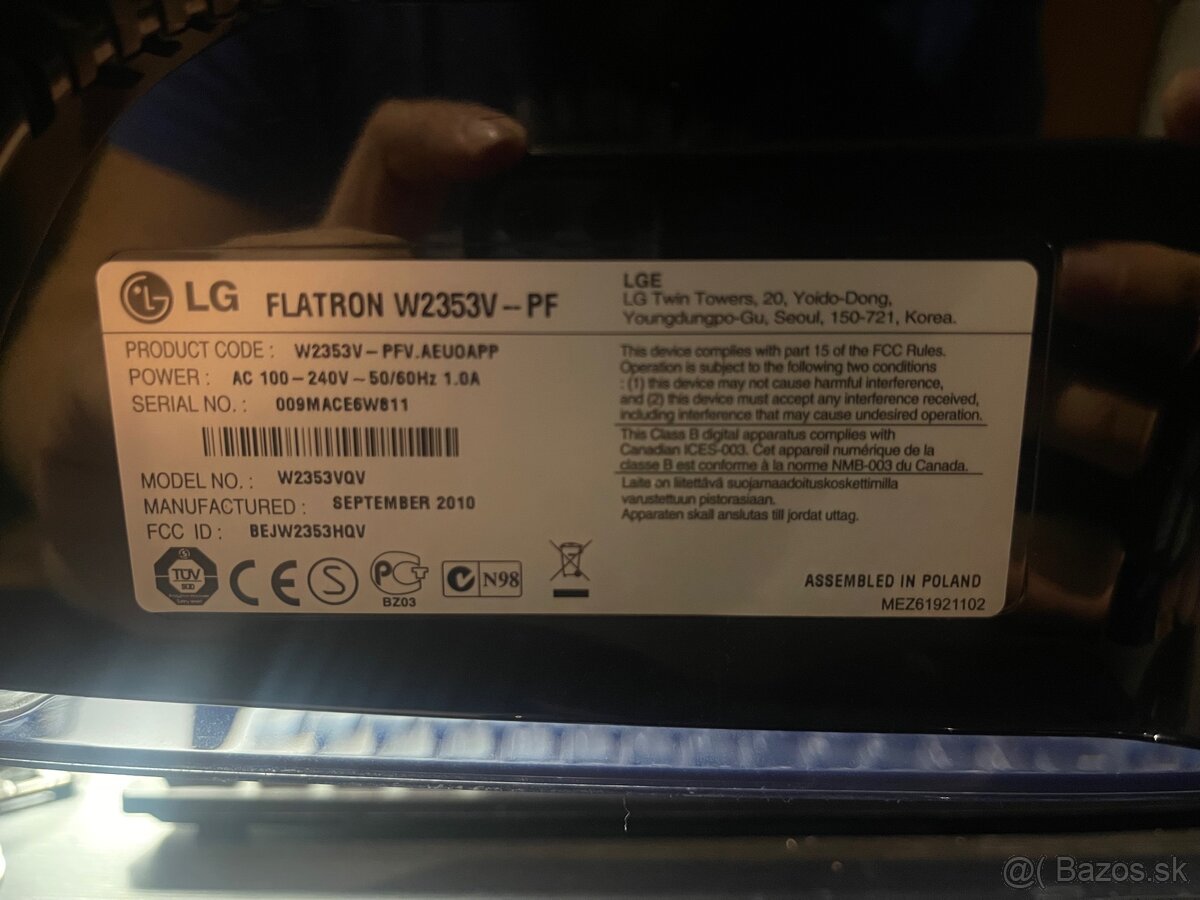 LG FLATRON W2353V-PF
PRODUCT CODE : W2353V-PFV.AEUOAPP
POWER : AC 100-240V~50/60Hz 1.0A
SERIAL NO. : 009MACE6W811
MODEL NO. : W2353VQV
MANUFACTURED : SEPTEMBER 2010
FCC ID : BEJW2353HQV
TÜV
CE
S
PCT
BZ03
N98
LGE
LG Twin Towers, 20, Yoido-Dong,
Youngdungpo-Gu, Seoul, 150-721, Korea.
This device complies with part 15 of the FCC Rules.
Operation is subject to the following two conditions
: (1) this device may not cause harmful interference,
and (2) this device must accept any interference received,
including interference that may cause undesired operation.
This Class B digital apparatus complies with
Canadian ICES-003. Cet appareil numérique de la
classe B est conforme à la norme NMB-003 du Canada.
Laite on liitettävä suojamaadoituskoskettimilla
varustettuun pistorasiaan.
Apparaten skall anslutas till jordat uttag.
ASSEMBLED IN POLAND
MEZ61921102
@( Bazos.sk